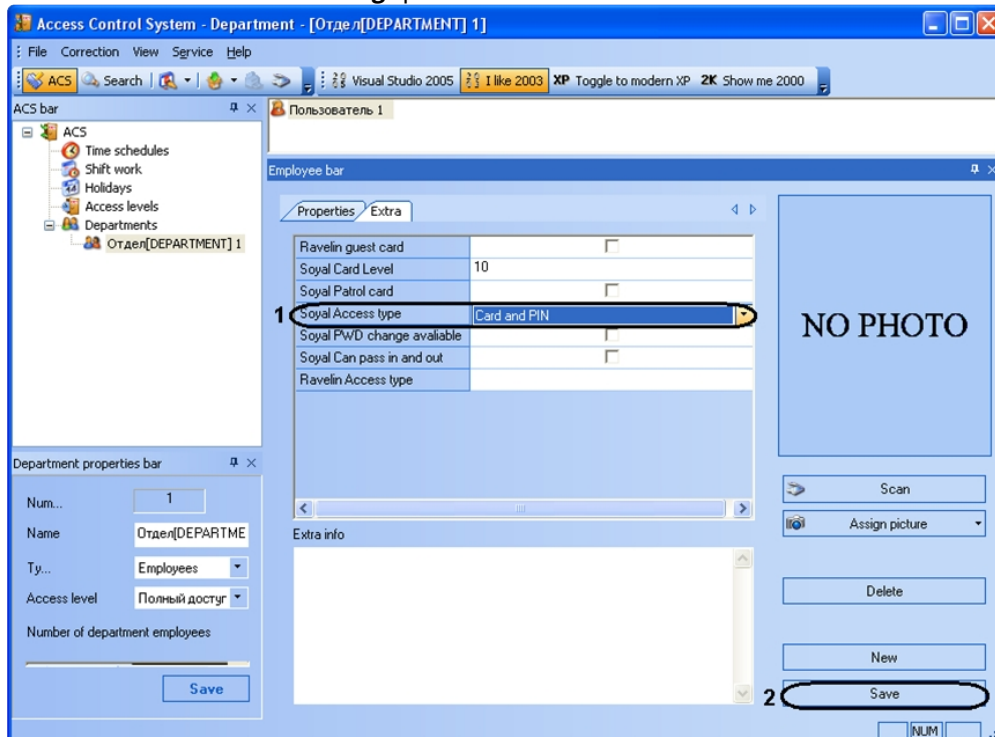 Access Control System - Department - [Отдел[DEPARTMENT] 1]
File Correction View Service Help
ACS Search Visual Studio 2005 I like 2003 XP Toggle to modern XP 2K Show me 2000
ACS bar
ACS
Time schedules
Shift work
Holidays
Access levels
Departments
Отдел[DEPARTMENT] 1
Пользователь 1
Employee bar
Properties Extra
Ravelin guest card
Soyal Card Level 10
Soyal Patrol card
1 Soyal Access type Card and PIN
Soyal PWD change avaliable
Soyal Can pass in and out
Ravelin Access type
Extra info
NO PHOTO
Scan
Assign picture
Delete
New
2 Save
Department properties bar
Num... 1
Name Отдел[DEPARTME
Ty... Employees
Access level Полный доступ
Number of department employees
Save
NUM